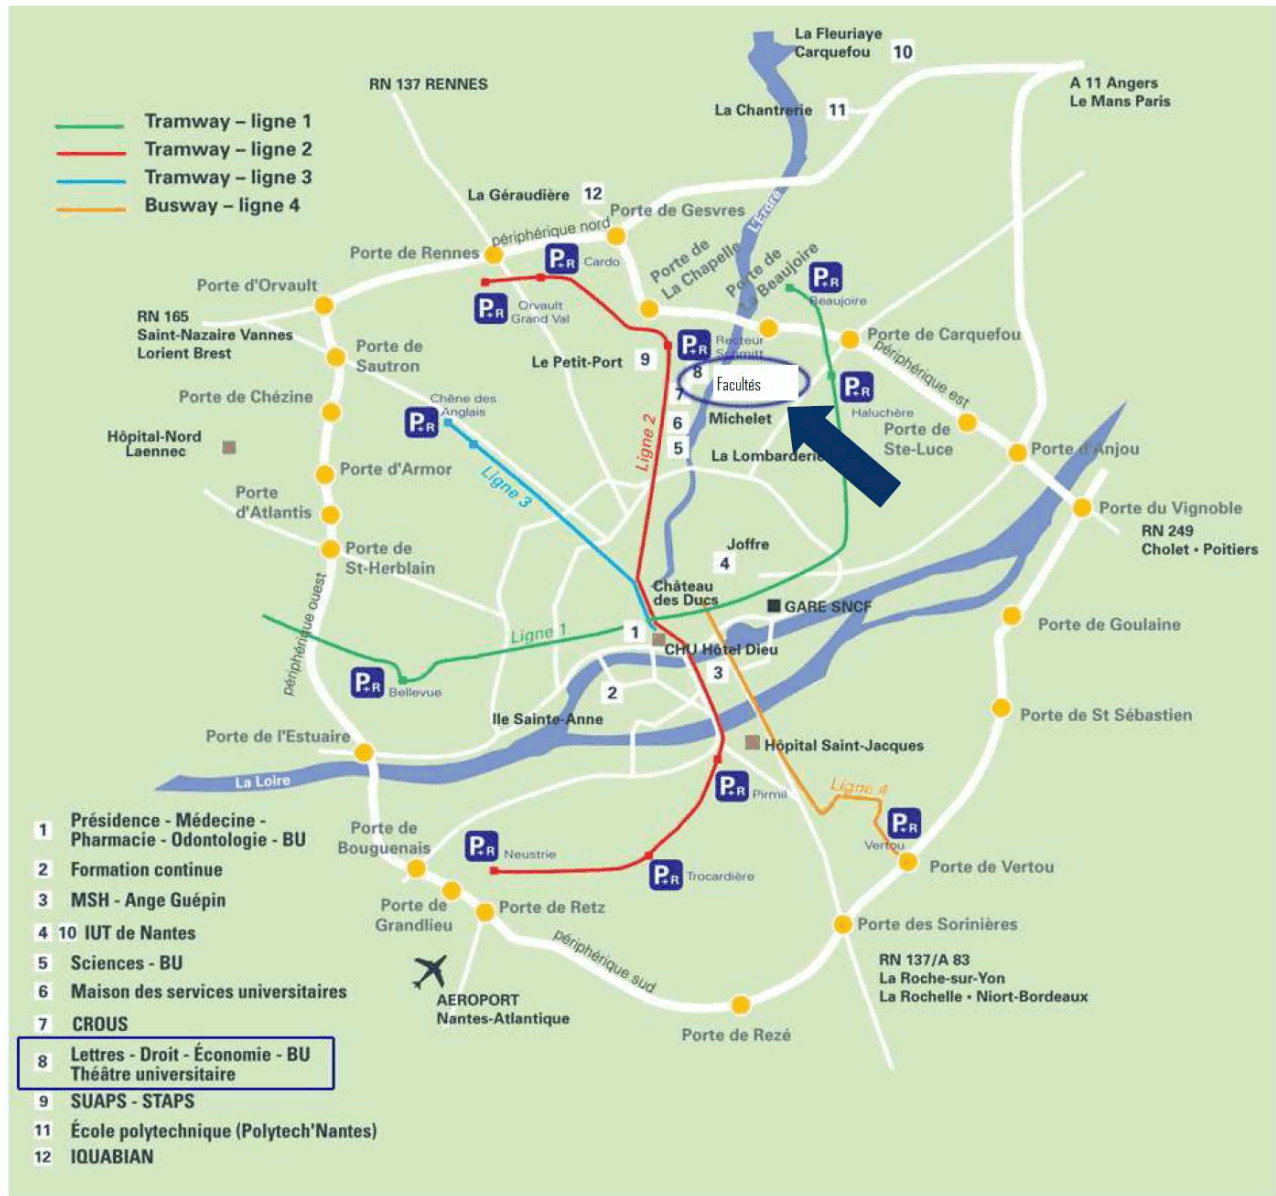 La Fleuriaye
Carquefou 10
RN 137 RENNES
A 11 Angers
Le Mans Paris
La Chantrerie 11
Tramway – ligne 1
Tramway – ligne 2
Tramway – ligne 3
Busway – ligne 4
La Géraudière 12
L'Erdre
Porte de Gesvres
périphérique nord
Porte de Rennes
P+R Cardo
Porte de
La Chapelle
Porte de
La Beaujoire
P+R
Beaujoire
Porte d'Orvault
P+R Orvault
Grand Val
RN 165
Saint-Nazaire Vannes
Lorient Brest
Porte de
Sautron
Le Petit-Port 9
P+R Recteur
Schmitt
Porte de Carquefou
périphérique est
8
Facultés
7
P+R
Haluchère
Porte de Chézine
Chêne des
Anglais
P+R
6
Michelet
5
La Lombarderie
Porte de
Ste-Luce
Porte d'Anjou
Hôpital-Nord
Laennec
Porte d'Armor
Ligne 2
Ligne 3
Porte
d'Atlantis
Porte du Vignoble
RN 249
Cholet • Poitiers
Porte de
St-Herblain
Joffre
4
Château
des Ducs
GARE SNCF
périphérique ouest
Ligne 1
1
CHU Hôtel Dieu
Porte de Goulaine
P+R Bellevue
2
3
Ile Sainte-Anne
Porte de St Sébastien
Porte de l'Estuaire
Hôpital Saint-Jacques
La Loire
P+R Pirmil
Ligne 4
P+R
Vertou
Porte de
Bouguenais
P+R Neustrie
P+R Trocardière
Porte de Vertou
Porte de
Grandlieu
Porte de Retz
Porte des Sorinières
périphérique sud
RN 137/A 83
La Roche-sur-Yon
La Rochelle • Niort-Bordeaux
AEROPORT
Nantes-Atlantique
Porte de Rezé
1 Présidence - Médecine -
Pharmacie - Odontologie - BU
2 Formation continue
3 MSH - Ange Guépin
4 10 IUT de Nantes
5 Sciences - BU
6 Maison des services universitaires
7 CROUS
8 Lettres - Droit - Économie - BU
Théâtre universitaire
9 SUAPS - STAPS
11 École polytechnique (Polytech'Nantes)
12 IQUABIAN